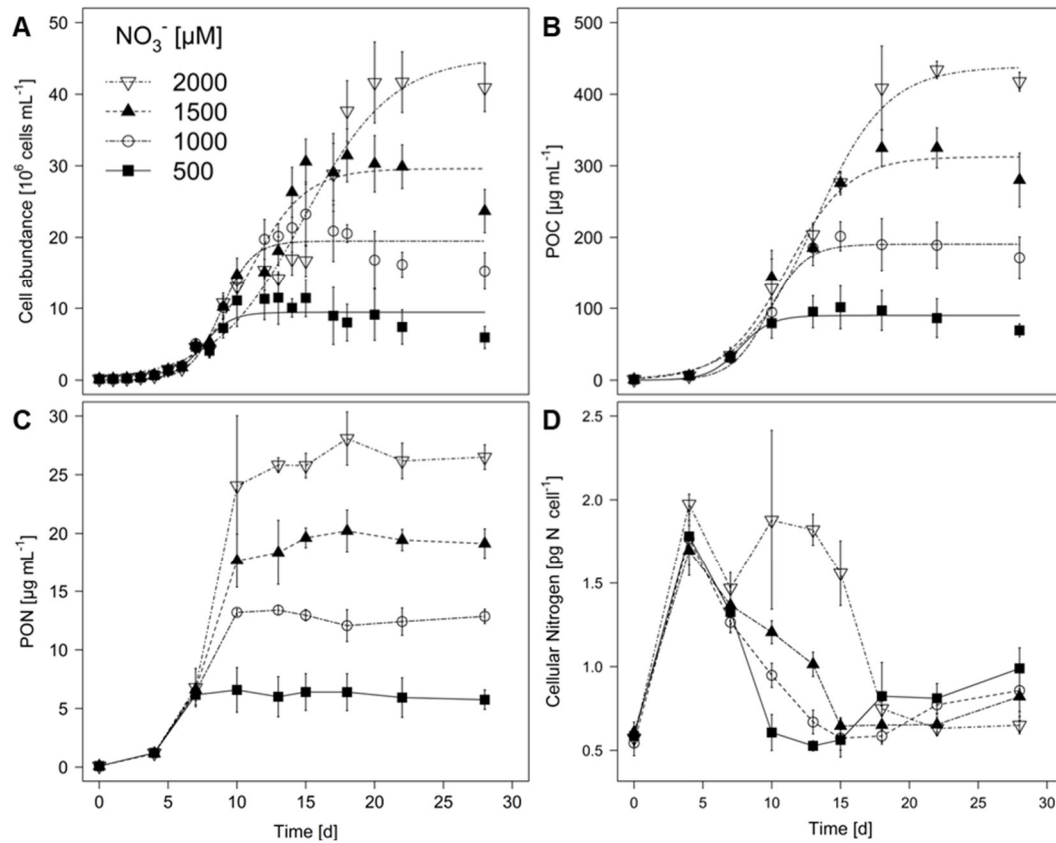 A
NO₃⁻ [µM]
2000
1500
1000
500
Cell abundance [10⁶ cells mL⁻¹]
50
40
30
20
10
0
B
POC [µg mL⁻¹]
500
400
300
200
100
0
C
PON [µg mL⁻¹]
30
25
20
15
10
5
0
0 5 10 15 20 25 30
Time [d]
D
Cellular Nitrogen [pg N cell⁻¹]
2.5
2.0
1.5
1.0
0.5
0 5 10 15 20 25 30
Time [d]